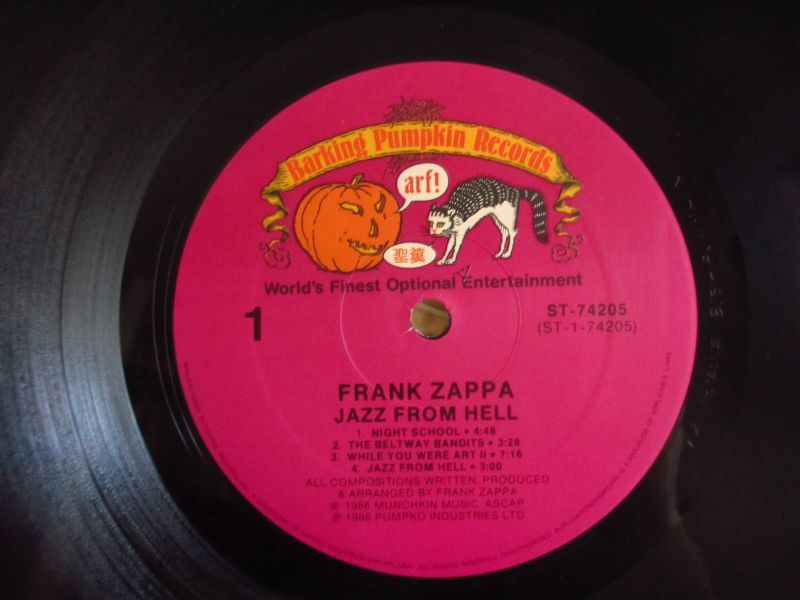 Barking Pumpkin Records
arf!
聖糞
World's Finest Optional Entertainment
1
ST-74205
(ST-1-74205)
FRANK ZAPPA
JAZZ FROM HELL
1. NIGHT SCHOOL • 4:48
2. THE BELTWAY BANDITS • 3:28
3. WHILE YOU WERE ART II • 7:16
4. JAZZ FROM HELL • 3:00
ALL COMPOSITIONS WRITTEN, PRODUCED
& ARRANGED BY FRANK ZAPPA
© 1986 MUNCHKIN MUSIC, ASCAP
℗ 1986 PUMPKO INDUSTRIES LTD.